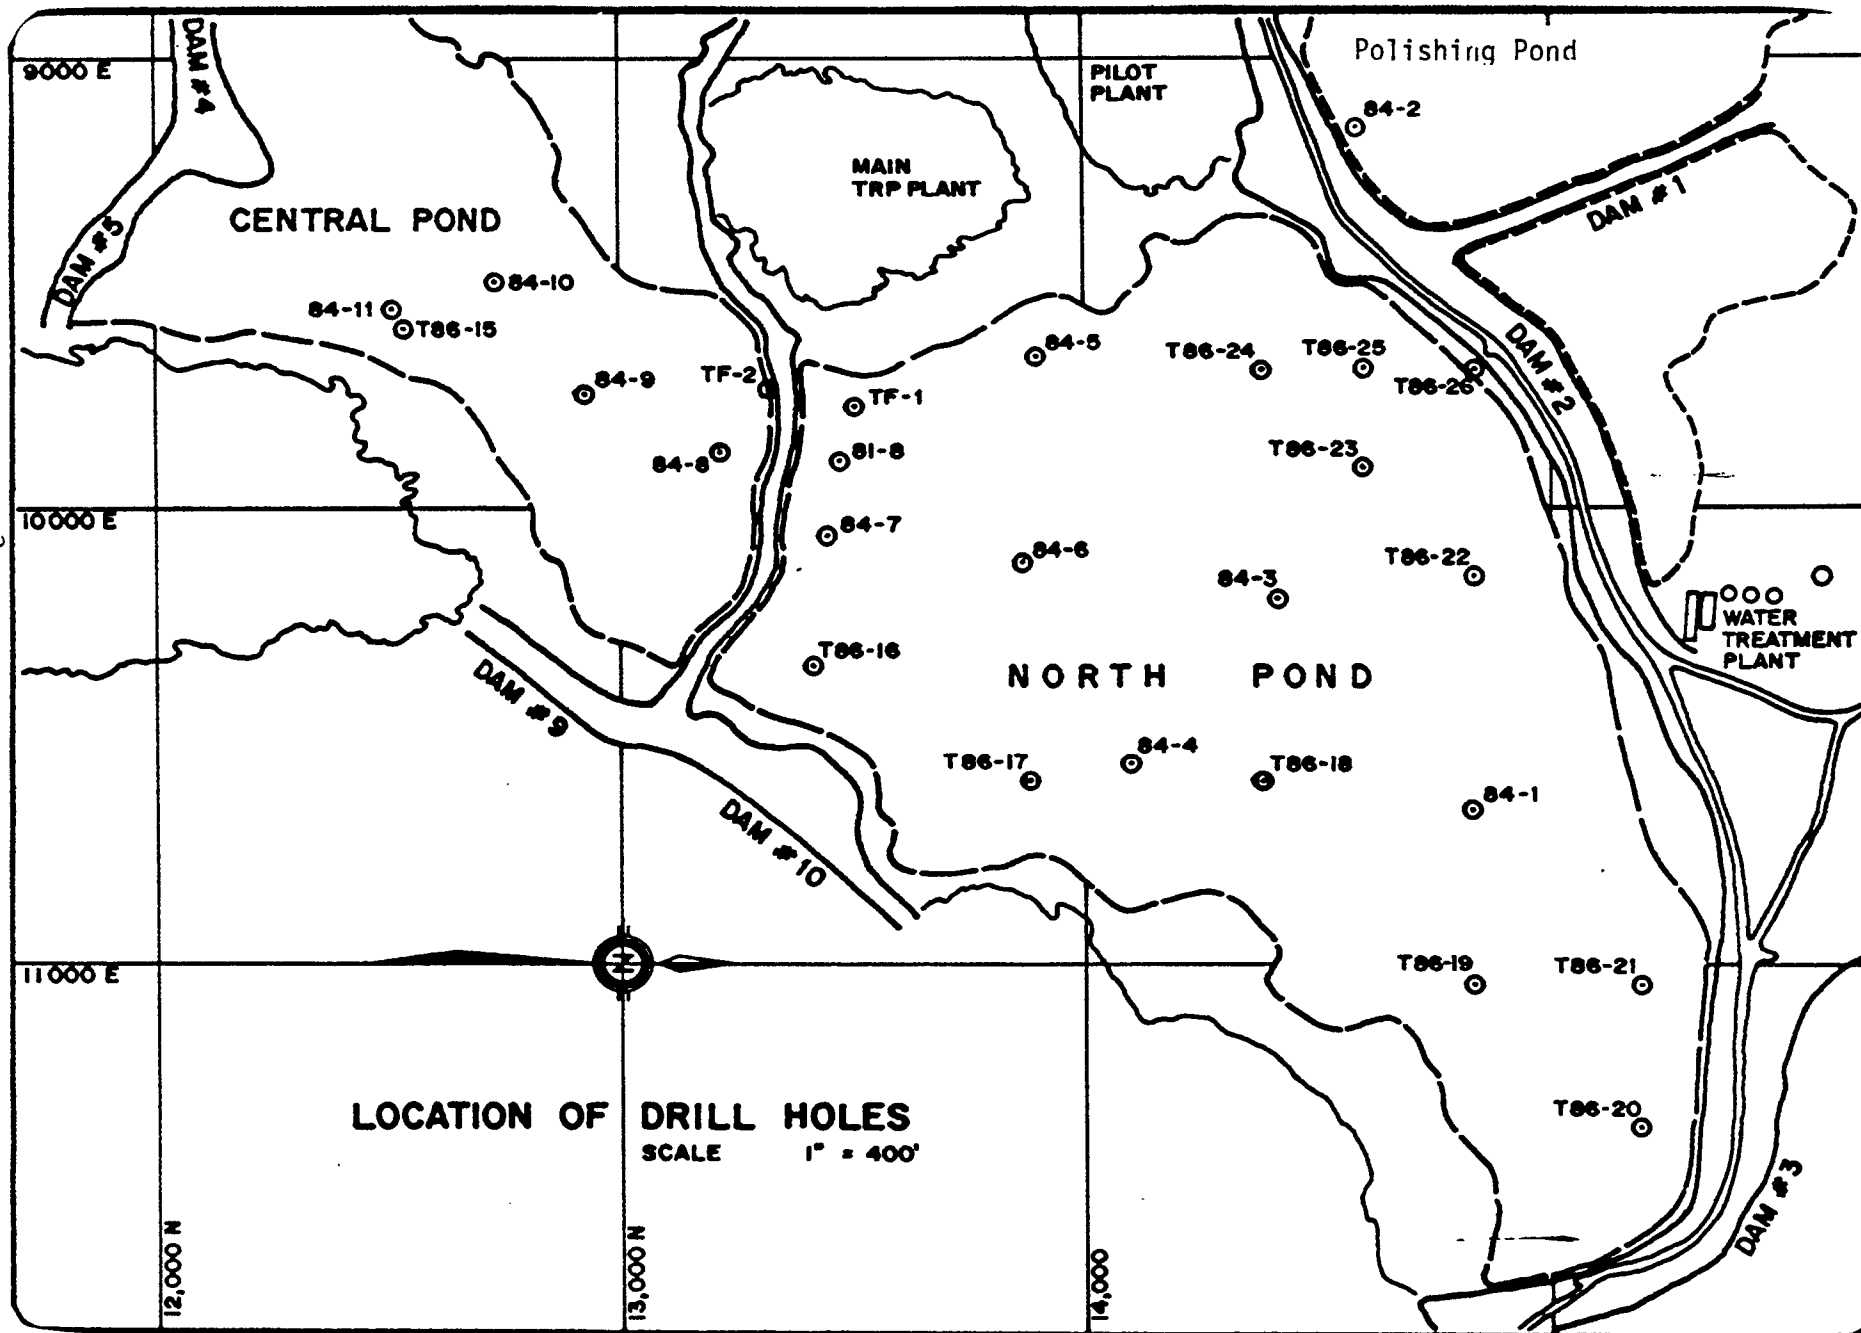 DAM #4
9000 E
Polishing Pond
PILOT
PLANT
84-2
MAIN
TRP PLANT
DAM #1
CENTRAL POND
DAM #5
84-10
84-11
T86-15
84-5
T86-24
T86-25
T86-26
DAM #2
84-9
TF-2
TF-1
84-8
81-8
T86-23
10000 E
84-7
84-6
T86-22
84-3
WATER
TREATMENT
PLANT
T86-16
NORTH POND
DAM #9
T86-17
84-4
T86-18
84-1
DAM #10
11000 E
N
T86-19
T86-21
LOCATION OF DRILL HOLES
SCALE 1" = 400'
T86-20
DAM #3
12,000 N
13,000 N
14,000